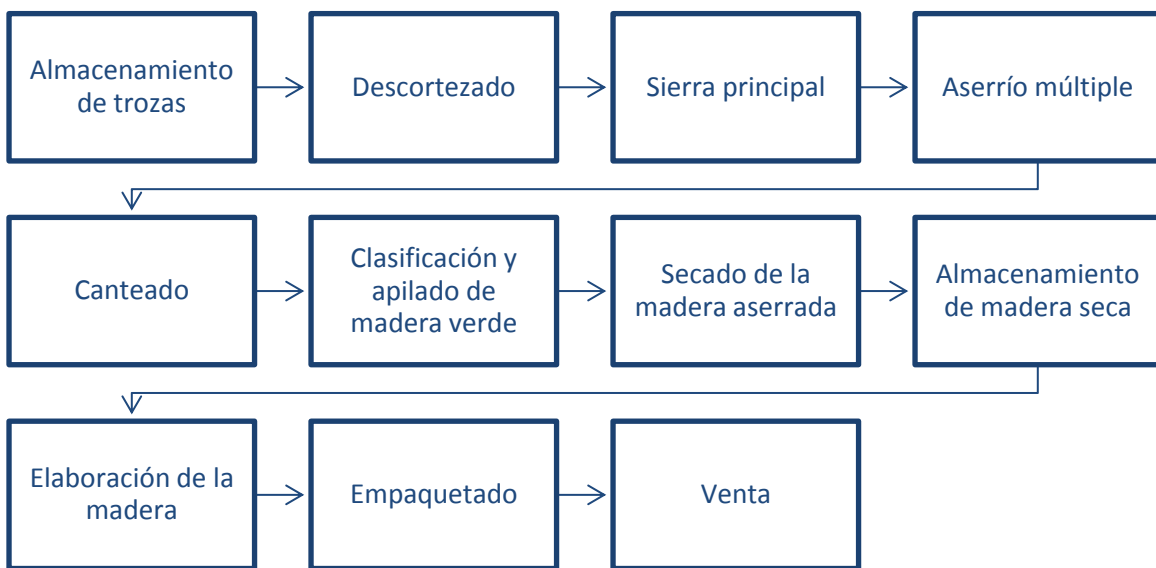 Almacenamiento
de trozas
Descortezado
Sierra principal
Aserrío múltiple
Canteado
Clasificación y
apilado de
madera verde
Secado de la
madera aserrada
Almacenamiento
de madera seca
Elaboración de la
madera
Empaquetado
Venta